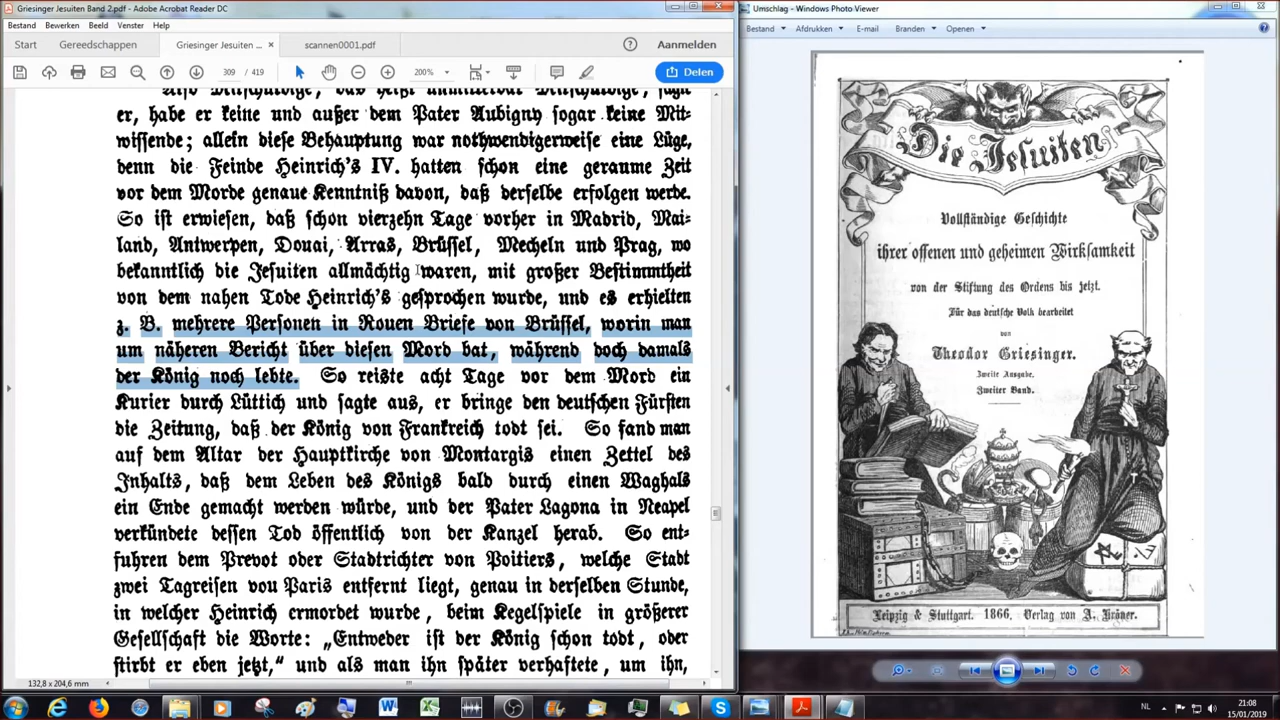 Griesinger Jesuiten Band 2.pdf - Adobe Acrobat Reader DC
Bestand Bewerken Beeld Venster Help
Start Gereedschappen Griesinger Jesuiten ... × scannen0001.pdf Aanmelden
309 / 419 200% Delen
er, habe er keine und außer dem Pater Aubigny sogar keine Mit-
wissende; allein diese Behauptung war nothwendigerweise eine Lüge,
denn die Feinde Heinrich's IV. hatten schon eine geraume Zeit
vor dem Morde genaue Kenntniß davon, daß derselbe erfolgen werde.
So ist erwiesen, daß schon vierzehn Tage vorher in Madrid, Mai-
land, Antwerpen, Douai, Arras, Brüssel, Mecheln und Prag, wo
bekanntlich die Jesuiten allmächtig waren, mit großer Bestimmtheit
von dem nahen Tode Heinrich's gesprochen wurde, und es erhielten
z. B. mehrere Personen in Rouen Briefe von Brüssel, worin man
um näheren Bericht über diesen Mord bat, während doch damals
der König noch lebte. So reiste acht Tage vor dem Mord ein
Kurier durch Lüttich und sagte aus, er bringe den deutschen Fürsten
die Zeitung, daß der König von Frankreich todt sei. So fand man
auf dem Altar der Hauptkirche von Montargis einen Zettel des
Inhalts, daß dem Leben des Königs bald durch einen Waghals
ein Ende gemacht werden würde, und der Pater Lagona in Neapel
verkündete dessen Tod öffentlich von der Kanzel herab. So ent-
fuhren dem Prevot oder Stadtrichter von Poitiers, welche Stadt
zwei Tagreisen von Paris entfernt liegt, genau in derselben Stunde,
in welcher Heinrich ermordet wurde, beim Kegelspiele in größerer
Gesellschaft die Worte: „Entweder ist der König schon todt, oder
stirbt er eben jetzt,“ und als man ihn später verhaftete, um ihn,
132,8 x 204,6 mm
Umschlag - Windows Photo Viewer
Bestand Afdrukken E-mail Branden Openen
Die Jesuiten
Vollständige Geschichte
ihrer offenen und geheimen Wirksamkeit
von der Stiftung des Ordens bis jetzt.
Für das deutsche Volk bearbeitet
von
Theodor Griesinger.
Zweite Ausgabe.
Zweiter Band.
Leipzig & Stuttgart. 1866. Verlag von A. Kröner.
NL 21:08
15/01/2019